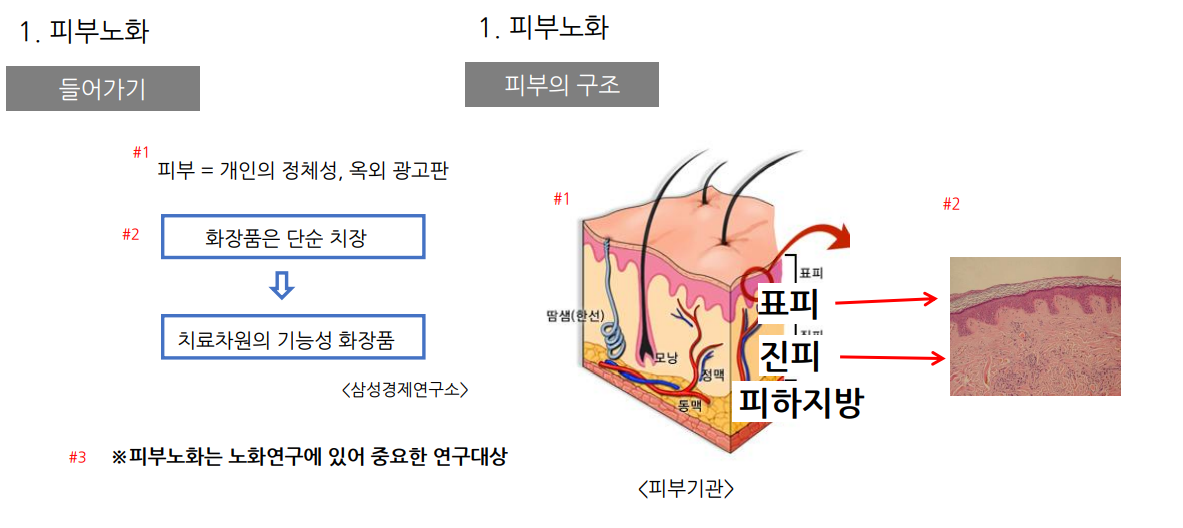 1. 피부노화
들어가기
#1
피부 = 개인의 정체성, 옥외 광고판
#2
화장품은 단순 치장
치료차원의 기능성 화장품
<삼성경제연구소>
#3
※피부노화는 노화연구에 있어 중요한 연구대상
1. 피부노화
피부의 구조
#1
#2
표피
표피
땀샘(한선)
진피
모낭
정맥
피하지방
동맥
<피부기관>